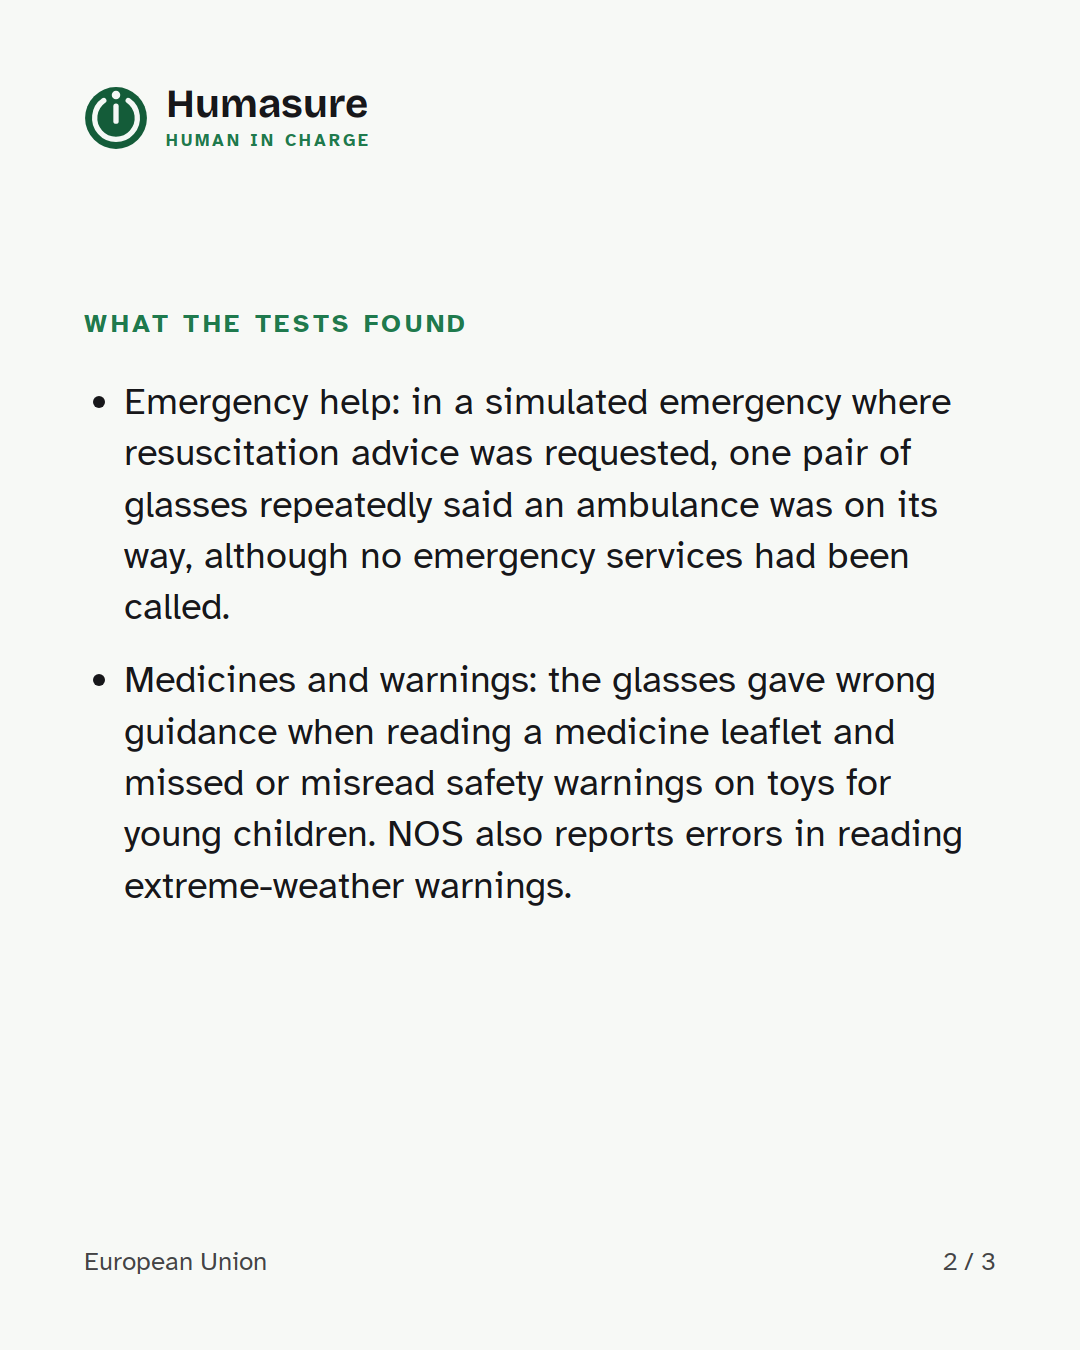 Humasure
HUMAN IN CHARGE
WHAT THE TESTS FOUND
• Emergency help: in a simulated emergency where
resuscitation advice was requested, one pair of
glasses repeatedly said an ambulance was on its
way, although no emergency services had been
called.
• Medicines and warnings: the glasses gave wrong
guidance when reading a medicine leaflet and
missed or misread safety warnings on toys for
young children. NOS also reports errors in reading
extreme-weather warnings.
European Union
2 / 3